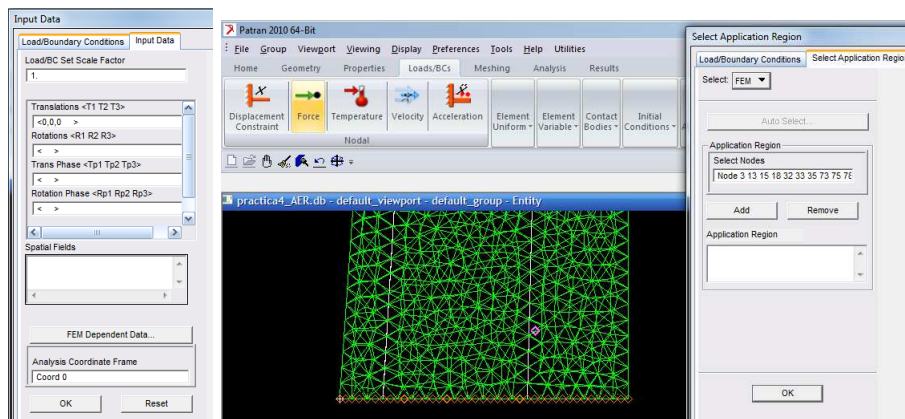 Input Data
Load/Boundary Conditions Input Data
Load/BC Set Scale Factor
1.
Translations <T1 T2 T3>
<0,0,0 >
Rotations <R1 R2 R3>
< >
Trans Phase <Tp1 Tp2 Tp3>
< >
Rotation Phase <Rp1 Rp2 Rp3>
< >
Spatial Fields
FEM Dependent Data...
Analysis Coordinate Frame
Coord 0
OK Reset
Patran 2010 64-Bit
File Group Viewport Viewing Display Preferences Tools Help Utilities
Home Geometry Properties Loads/BCs Meshing Analysis Results
Displacement Constraint Force Temperature Velocity Acceleration
Nodal
Element Uniform Element Variable Contact Bodies Initial Conditions
practica4_AER.db - default_viewport - default_group - Entity
Select Application Region
Load/Boundary Conditions Select Application Regio
Select: FEM
Auto Select...
Application Region
Select Nodes
Node 3 13 15 18 32 33 35 73 75 78
Add Remove
Application Region
OK